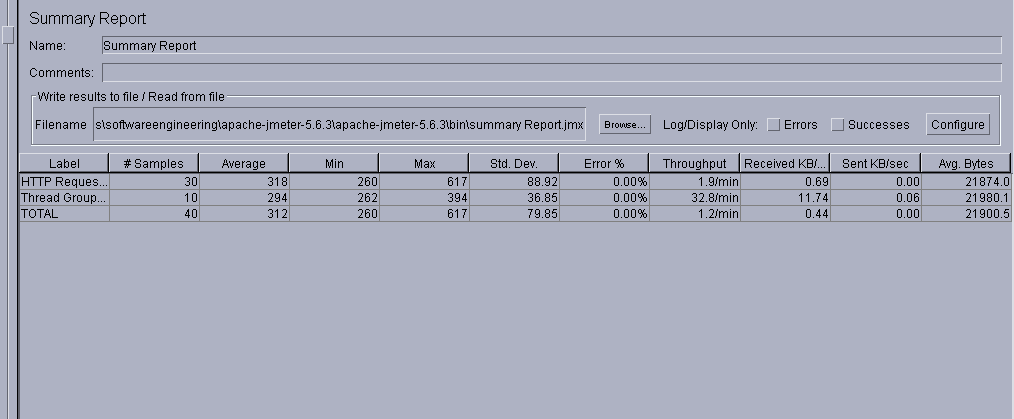 Summary Report
Name: Summary Report
Comments:
Write results to file / Read from file
Filename s\softwareengineering\apache-jmeter-5.6.3\apache-jmeter-5.6.3\bin\summary Report.jmx Browse... Log/Display Only: Errors Successes Configure
Label # Samples Average Min Max Std. Dev. Error % Throughput Received KB/... Sent KB/sec Avg. Bytes
HTTP Reques... 30 318 260 617 88.92 0.00% 1.9/min 0.69 0.00 21874.0
Thread Group... 10 294 262 394 36.85 0.00% 32.8/min 11.74 0.06 21980.1
TOTAL 40 312 260 617 79.85 0.00% 1.2/min 0.44 0.00 21900.5